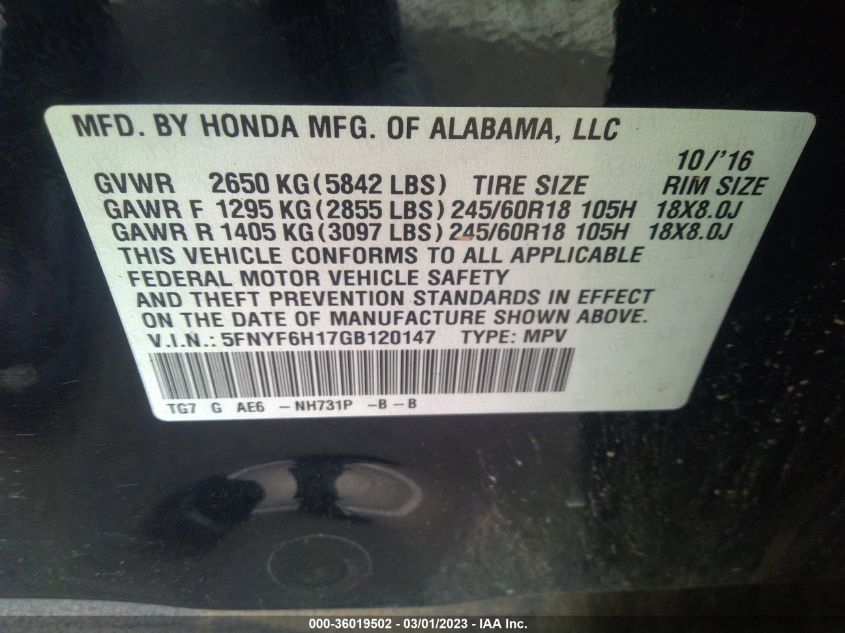 MFD. BY HONDA MFG. OF ALABAMA, LLC
10/'16
GVWR 2650 KG (5842 LBS) TIRE SIZE RIM SIZE
GAWR F 1295 KG (2855 LBS) 245/60R18 105H 18X8.0J
GAWR R 1405 KG (3097 LBS) 245/60R18 105H 18X8.0J
THIS VEHICLE CONFORMS TO ALL APPLICABLE
FEDERAL MOTOR VEHICLE SAFETY
AND THEFT PREVENTION STANDARDS IN EFFECT
ON THE DATE OF MANUFACTURE SHOWN ABOVE.
V.I.N.: 5FNYF6H17GB120147 TYPE: MPV
TG7 G AE6 - NH731P - B - B
000-36019502 - 03/01/2023 - IAA Inc.